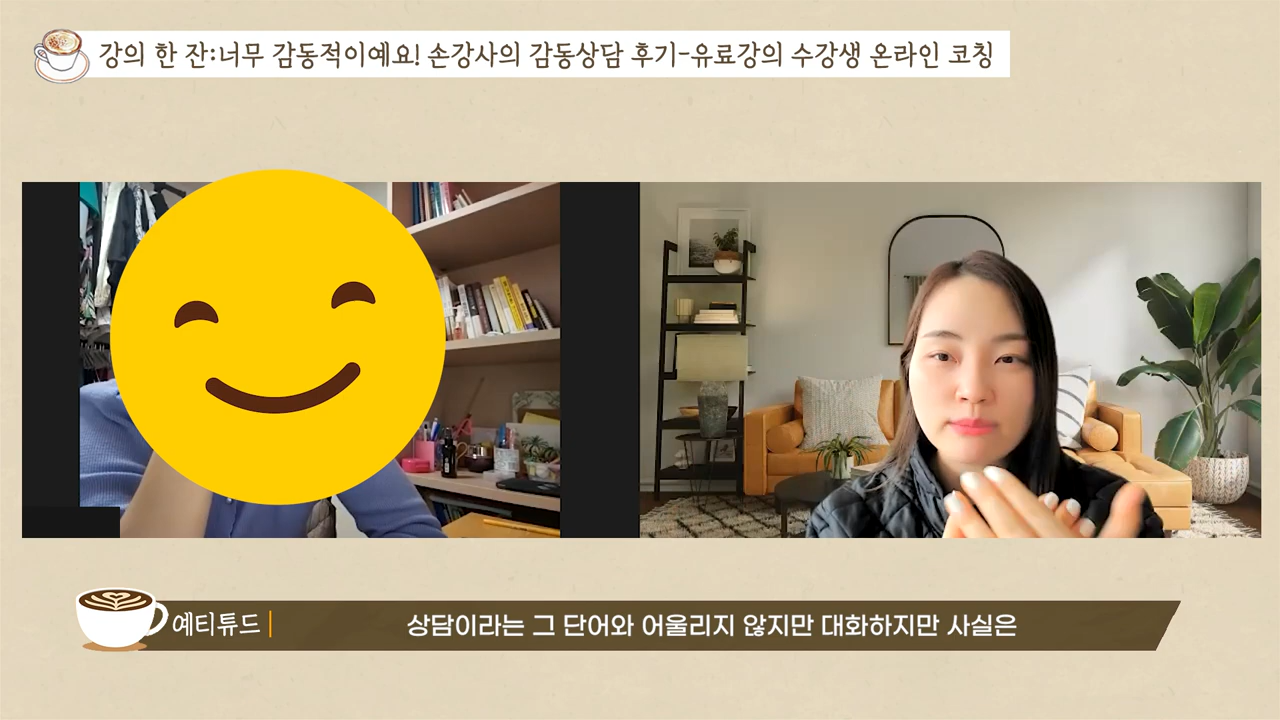 강의 한 잔:너무 감동적이예요! 손강사의 감동상담 후기-유료강의 수강생 온라인 코칭
예티튜드 상담이라는 그 단어와 어울리지 않지만 대화하지만 사실은